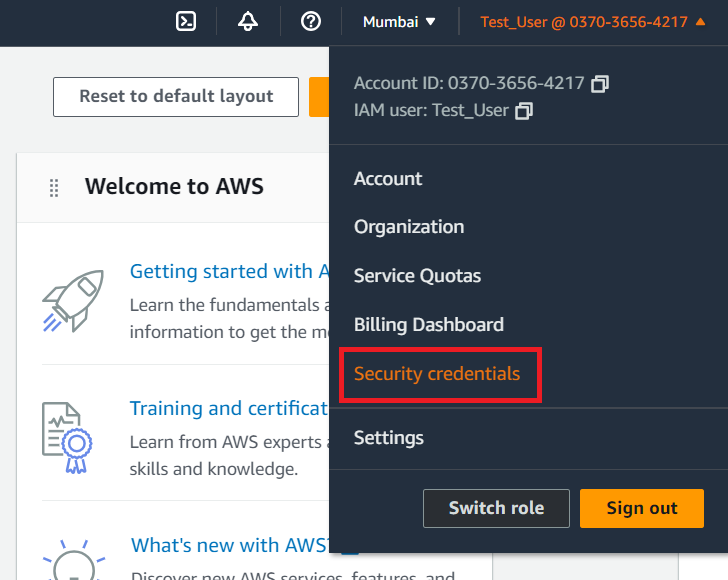 Mumbai
Test_User @ 0370-3656-4217
Account ID: 0370-3656-4217
IAM user: Test_User
Account
Organization
Service Quotas
Billing Dashboard
Security credentials
Settings
Switch role
Sign out
Reset to default layout
Welcome to AWS
Getting started with A
Learn the fundamentals a
information to get the mo
Training and certificat
Learn from AWS experts a
skills and knowledge.
What's new with AWS?
Discover new AWS services, features, and